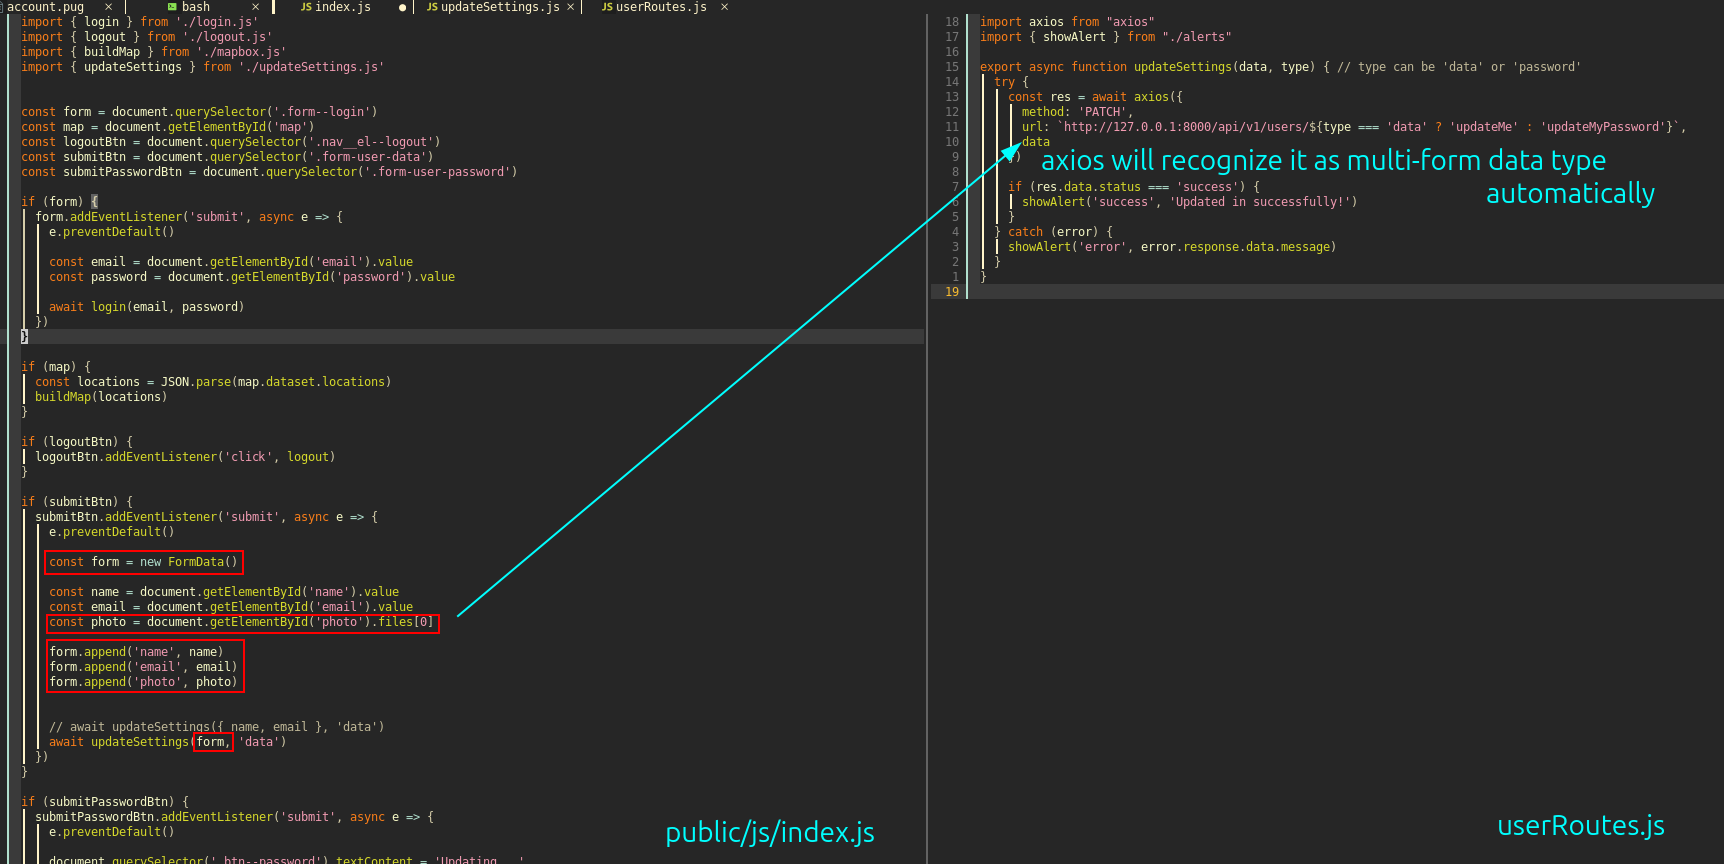 account.pug × bash × JS index.js ● JS updateSettings.js × JS userRoutes.js ×
import { login } from './login.js'
import { logout } from './logout.js'
import { buildMap } from './mapbox.js'
import { updateSettings } from './updateSettings.js'
const form = document.querySelector('.form--login')
const map = document.getElementById('map')
const logoutBtn = document.querySelector('.nav__el--logout')
const submitBtn = document.querySelector('.form-user-data')
const submitPasswordBtn = document.querySelector('.form-user-password')
if (form) {
form.addEventListener('submit', async e => {
e.preventDefault()
const email = document.getElementById('email').value
const password = document.getElementById('password').value
await login(email, password)
})
}
if (map) {
const locations = JSON.parse(map.dataset.locations)
buildMap(locations)
}
if (logoutBtn) {
logoutBtn.addEventListener('click', logout)
}
if (submitBtn) {
submitBtn.addEventListener('submit', async e => {
e.preventDefault()
const form = new FormData()
const name = document.getElementById('name').value
const email = document.getElementById('email').value
const photo = document.getElementById('photo').files[0]
form.append('name', name)
form.append('email', email)
form.append('photo', photo)
// await updateSettings({ name, email }, 'data')
await updateSettings(form, 'data')
})
}
if (submitPasswordBtn) {
submitPasswordBtn.addEventListener('submit', async e => {
e.preventDefault()
document.querySelector('.btn--password').textContent = 'Updating...'
public/js/index.js
18 import axios from "axios"
17 import { showAlert } from "./alerts"
16
15 export async function updateSettings(data, type) { // type can be 'data' or 'password'
14 try {
13 const res = await axios({
12 method: 'PATCH',
11 url: `http://127.0.0.1:8000/api/v1/users/${type === 'data' ? 'updateMe' : 'updateMyPassword'}`,
10 data
9 })
axios will recognize it as multi-form data type
automatically
8
7 if (res.data.status === 'success') {
6 showAlert('success', 'Updated in successfully!')
5 }
4 } catch (error) {
3 showAlert('error', error.response.data.message)
2 }
1 }
19
userRoutes.js